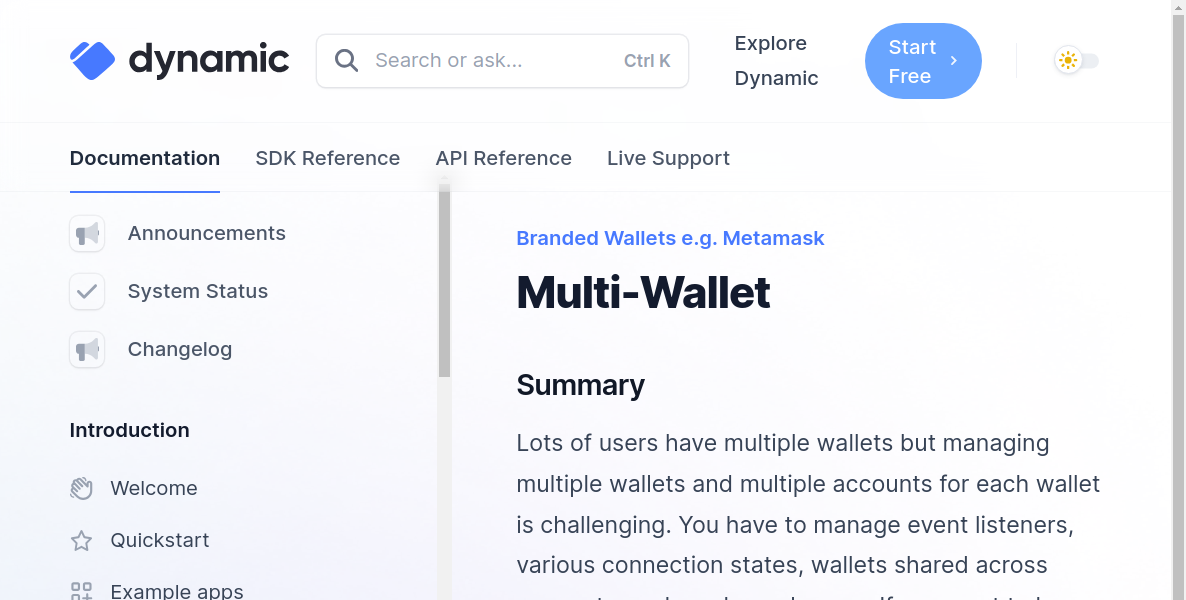 dynamic
Search or ask...
Ctrl K
Explore
Dynamic
Start
Free
Documentation
SDK Reference
API Reference
Live Support
Announcements
System Status
Changelog
Introduction
Welcome
Quickstart
Example apps
Branded Wallets e.g. Metamask
Multi-Wallet
Summary
Lots of users have multiple wallets but managing
multiple wallets and multiple accounts for each wallet
is challenging. You have to manage event listeners,
various connection states, wallets shared across